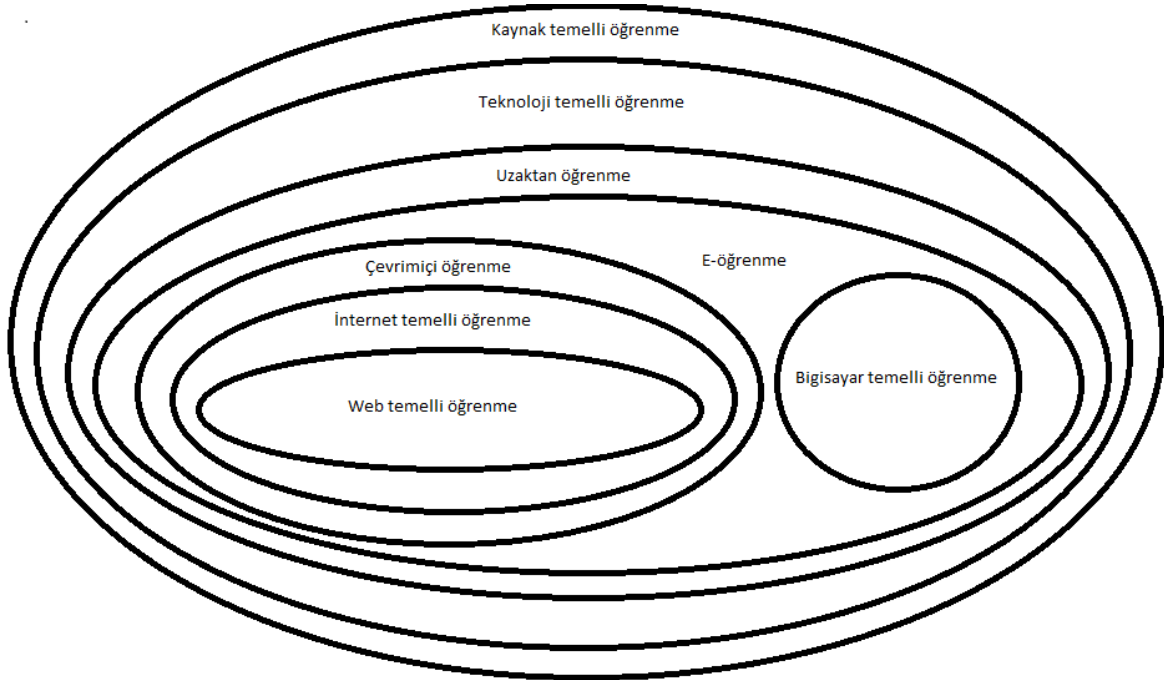 Kaynak temelli öğrenme
Teknoloji temelli öğrenme
Uzaktan öğrenme
E-öğrenme
Çevrimiçi öğrenme
İnternet temelli öğrenme
Bigisayar temelli öğrenme
Web temelli öğrenme